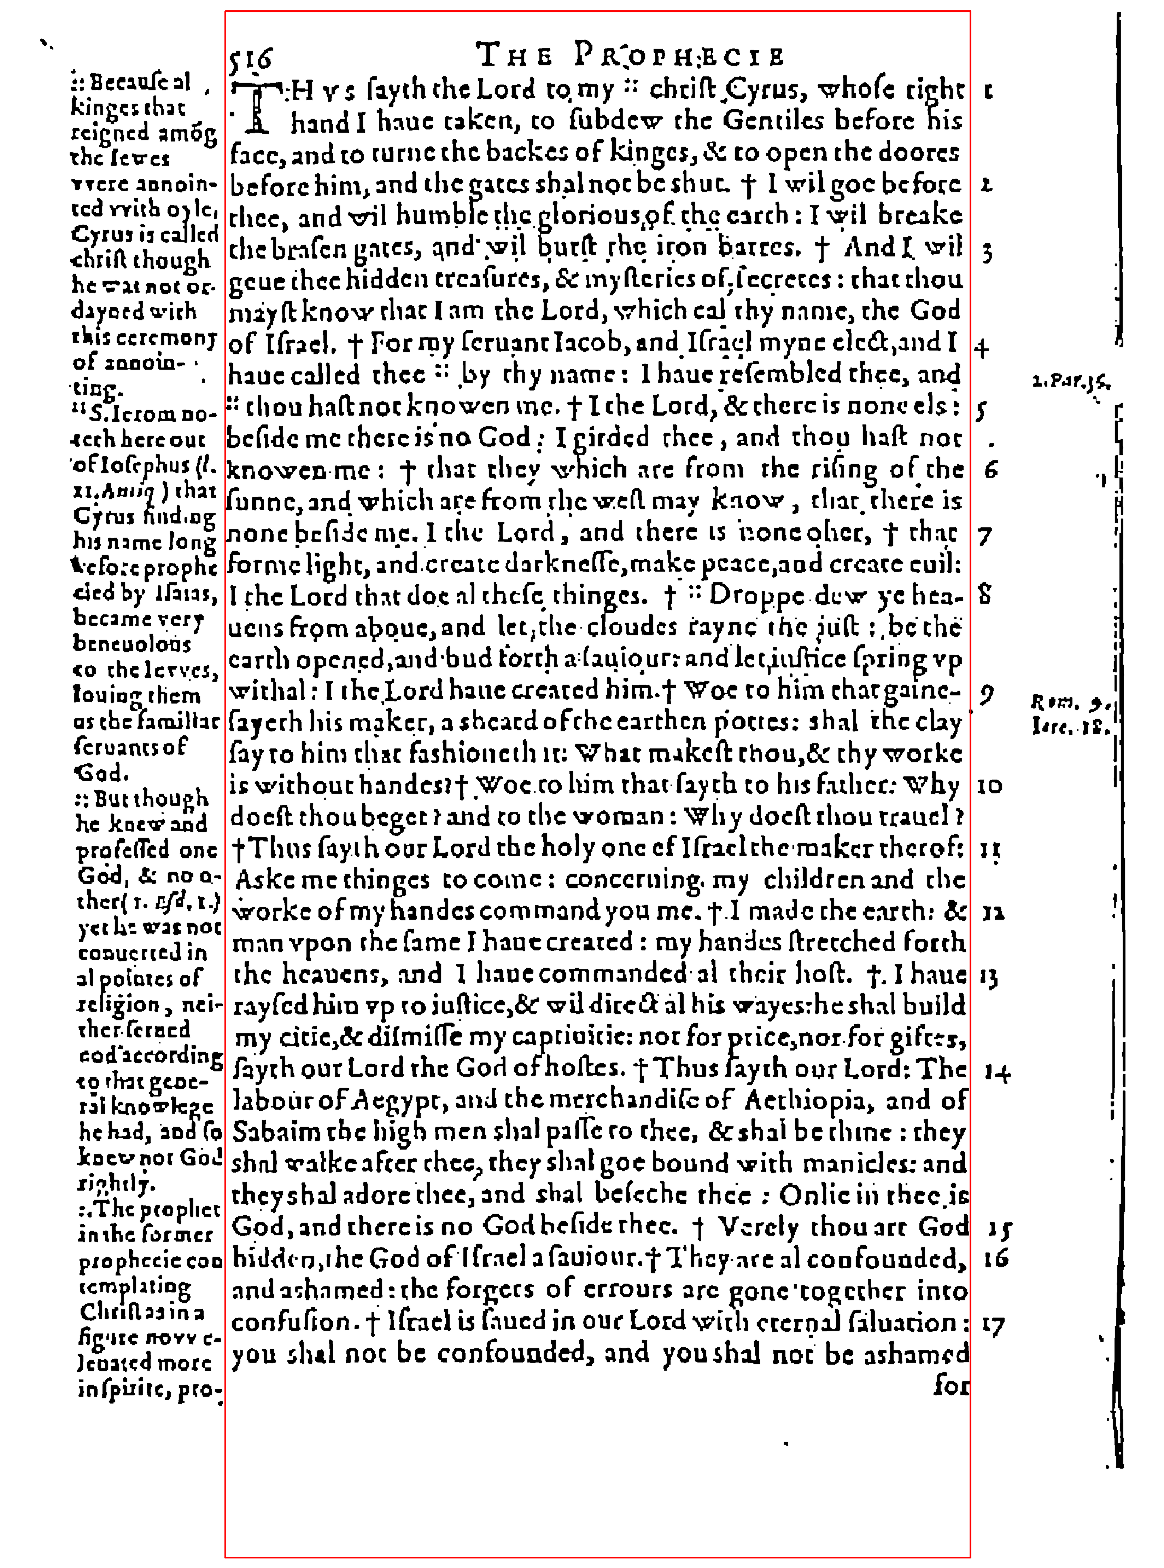 516 THE PROPHECIE
:: Becauſe al
kinges that
reigned amõg
the Iewes
vvere annoin-
ted vvith oyle,
Cyrus is called
chriſt though
he was not or-
dayned with
this ceremony
of annoin-
ting.
" S. Ierom no-
teth here out
of Ioſephus (l.
11. Antiq) that
Cyrus finding
his name long
before prophe
cied by Iſaias,
became very
beneuolous
to the Ievves,
louing them
as the familiar
ſeruants of
God.
:: But though
he knew and
profeſſed one
God, & no o-
ther (1. Eſd. 1.)
yet he was not
conuerted in
al pointes of
religion, nei-
ther ſerued
God according
to that gene-
ral knowlege
he had, and ſo
knew not God
rightly.
:: The prophet
in the former
prophecie con
templating
Chriſt as in a
figure novv e-
leuated more
in ſpirite, pro-
THVS ſayth the Lord to my :: chriſt Cyrus, whoſe right 1
hand I haue taken, to ſubdew the Gentiles before his
face, and to turne the backes of kinges, & to open the doores
before him, and the gates shal not be shut. † I wil goe before 2
thee, and wil humble the glorious of the earth: I wil breake
the braſen gates, and wil burſt the iron barres. † And I wil 3
geue thee hidden treaſures, & myſteries of ſecretes: that thou
mayſt know that I am the Lord, which cal thy name, the God
of Iſrael. † For my ſeruant Iacob, and Iſrael myne elect, and I 4
haue called thee :: by thy name: I haue reſembled thee, and
:: thou haſt not knowen me. † I the Lord, & there is none els: 5
beſide me there is no God: I girded thee, and thou haſt not
knowen me: † that they which are from the riſing of the 6
ſunne, and which are from the weſt may know, that there is
none beſide me. I the Lord, and there is none oher, † that 7
forme light, and create darkneſſe, make peace, and create euil:
I the Lord that doe al theſe thinges. † :: Droppe dew ye hea- 8
uens from aboue, and let the cloudes rayne the iuſt: be the
earth opened, and bud forth a ſauiour: and let iuſtice ſpring vp
withal: I the Lord haue created him. † Woe to him that gaine- 9
ſayeth his maker, a sheard of the earthen pottes: shal the clay
ſay to him that fashioneth it: What makeſt thou, & thy worke
is without handes? † Woe to him that ſayth to his father: Why 10
doeſt thou beget? and to the woman: Why doeſt thou trauel?
† Thus ſayth our Lord the holy one of Iſrael the maker therof: 11
Aske me thinges to come: concerning my children and the
worke of my handes command you me. † I made the earth: & 12
man vpon the ſame I haue created: my handes ſtretched forth
the heauens, and I haue commanded al their hoſt. † I haue 13
rayſed him vp to iuſtice, & wil direct al his wayes: he shal build
my citie, & diſmiſſe my captiuitie: not for price, nor for giftes,
ſayth our Lord the God of hoſtes. † Thus ſayth our Lord: The 14
labour of Aegypt, and the merchandiſe of Aethiopia, and of
Sabaim the high men shal paſſe to thee, & shal be thine: they
shal walke after thee, they shal goe bound with manicles: and
they shal adore thee, and shal beſeche thee: Onlie in thee is
God, and there is no God beſide thee. † Verely thou art God 15
hidden, the God of Iſrael a ſauiour. † They are al confounded, 16
and ashamed: the forgers of errours are gone together into
confuſion. † Iſrael is ſaued in our Lord with eternal ſaluation: 17
you shal not be confounded, and you shal not be ashamed
for
2. Par. 36.
Rom. 9.
Iere. 18.